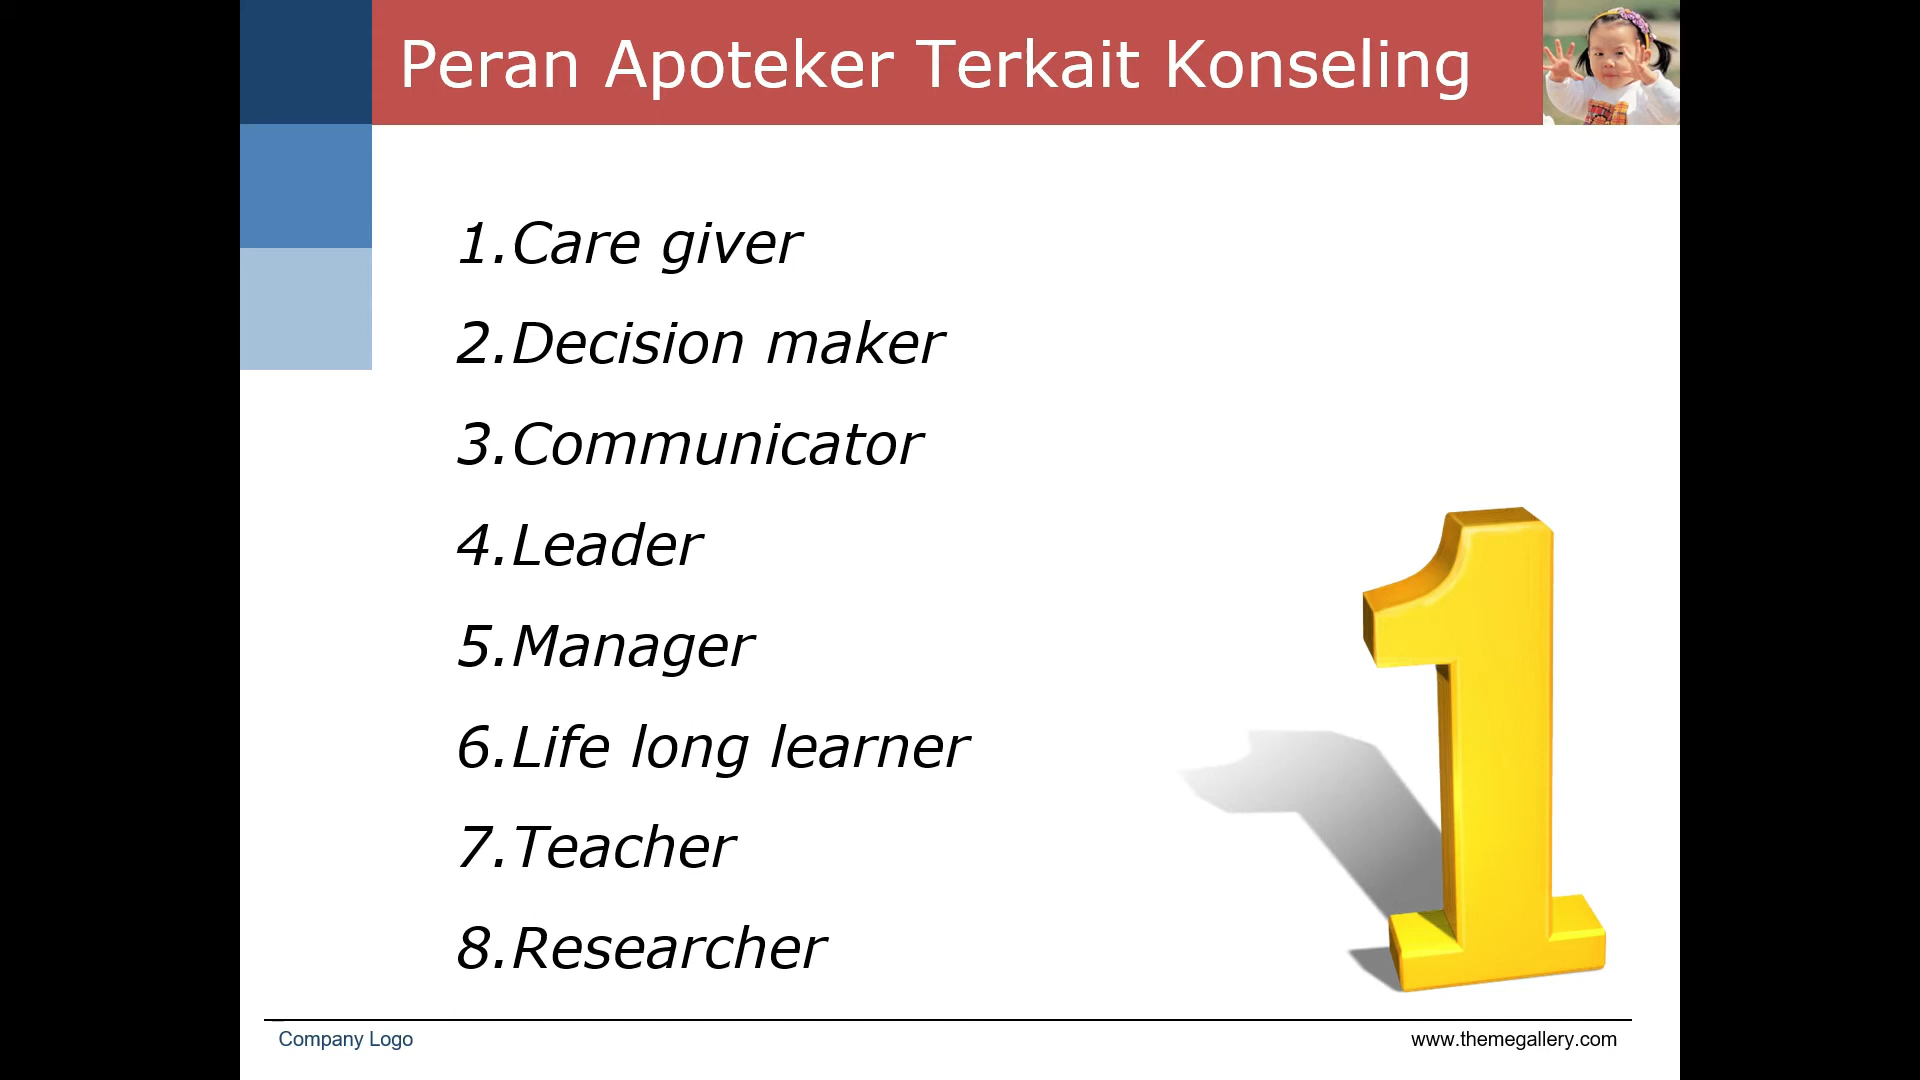 Peran Apoteker Terkait Konseling
1.Care giver
2.Decision maker
3.Communicator
4.Leader
5.Manager
6.Life long learner
7.Teacher
8.Researcher
1
Company Logo
www.themegallery.com